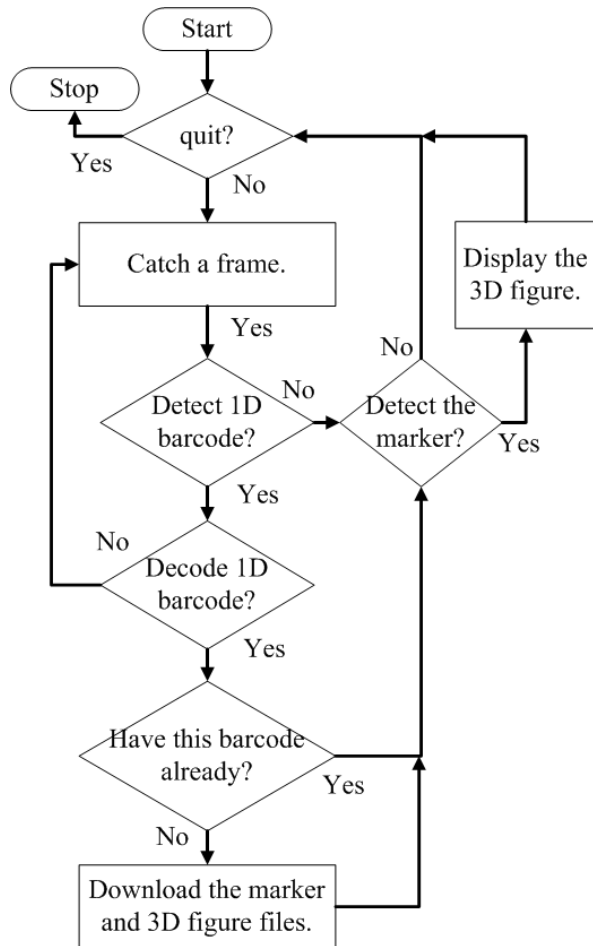 Start
Stop
quit?
Yes
No
Catch a frame.
Display the
3D figure.
Yes
No
No
Detect 1D
barcode?
Detect the
marker?
Yes
Yes
No
Decode 1D
barcode?
Yes
Have this barcode
already?
Yes
No
Download the marker
and 3D figure files.